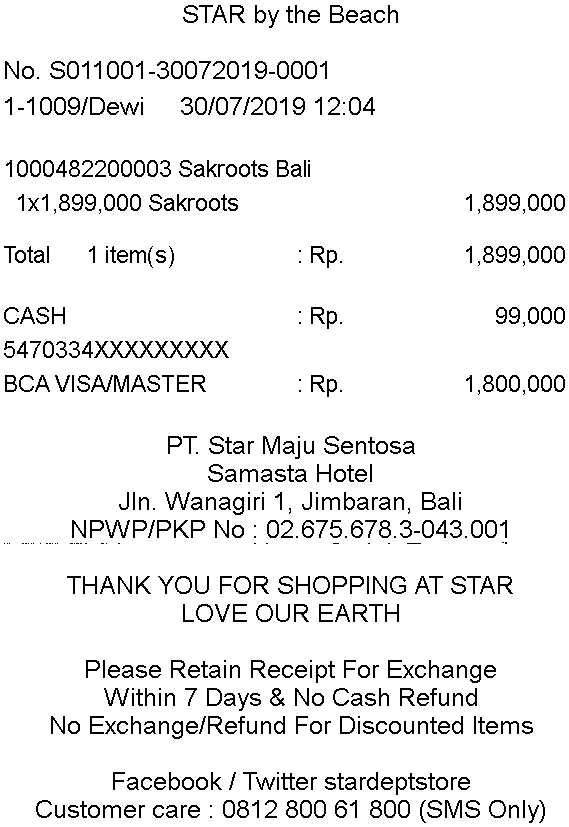 STAR by the Beach
No. S011001-30072019-0001
1-1009/Dewi 30/07/2019 12:04
1000482200003 Sakroots Bali
1x1,899,000 Sakroots 1,899,000
Total 1 item(s) : Rp. 1,899,000
CASH : Rp. 99,000
5470334XXXXXXXXX
BCA VISA/MASTER : Rp. 1,800,000
PT. Star Maju Sentosa
Samasta Hotel
Jln. Wanagiri 1, Jimbaran, Bali
NPWP/PKP No : 02.675.678.3-043.001
THANK YOU FOR SHOPPING AT STAR
LOVE OUR EARTH
Please Retain Receipt For Exchange
Within 7 Days & No Cash Refund
No Exchange/Refund For Discounted Items
Facebook / Twitter stardeptstore
Customer care : 0812 800 61 800 (SMS Only)